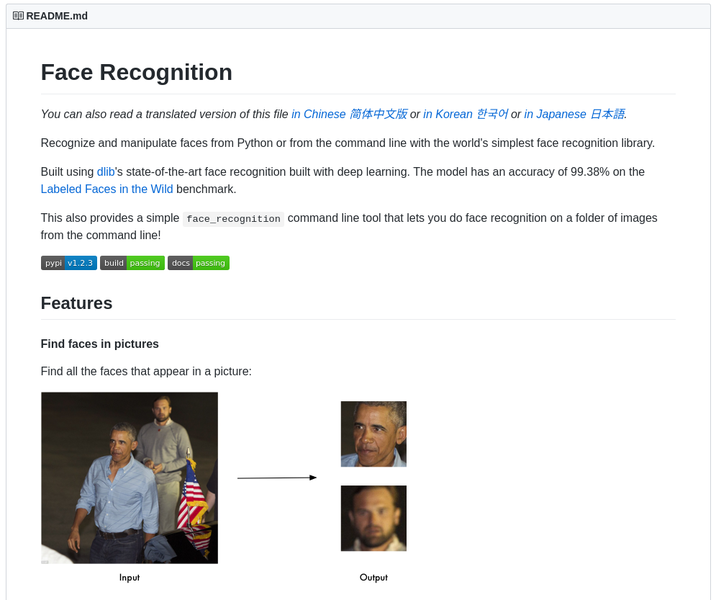 README.md
Face Recognition
You can also read a translated version of this file in Chinese 简体中文版 or in Korean 한국어 or in Japanese 日本語.
Recognize and manipulate faces from Python or from the command line with the world's simplest face recognition library.
Built using dlib's state-of-the-art face recognition built with deep learning. The model has an accuracy of 99.38% on the
Labeled Faces in the Wild benchmark.
This also provides a simple face_recognition command line tool that lets you do face recognition on a folder of images
from the command line!
pypi v1.2.3 build passing docs passing
Features
Find faces in pictures
Find all the faces that appear in a picture:
Input Output